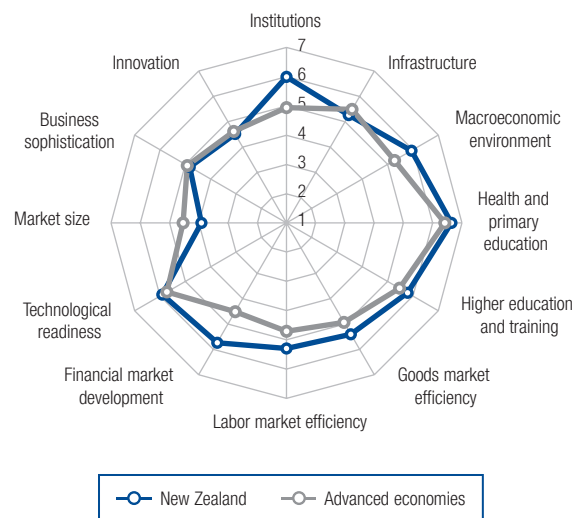 Institutions
7
6
5
4
3
2
1
Infrastructure
Macroeconomic
environment
Health and
primary
education
Higher education
and training
Goods market
efficiency
Labor market efficiency
Financial market
development
Technological
readiness
Market size
Business
sophistication
Innovation
New Zealand
Advanced economies